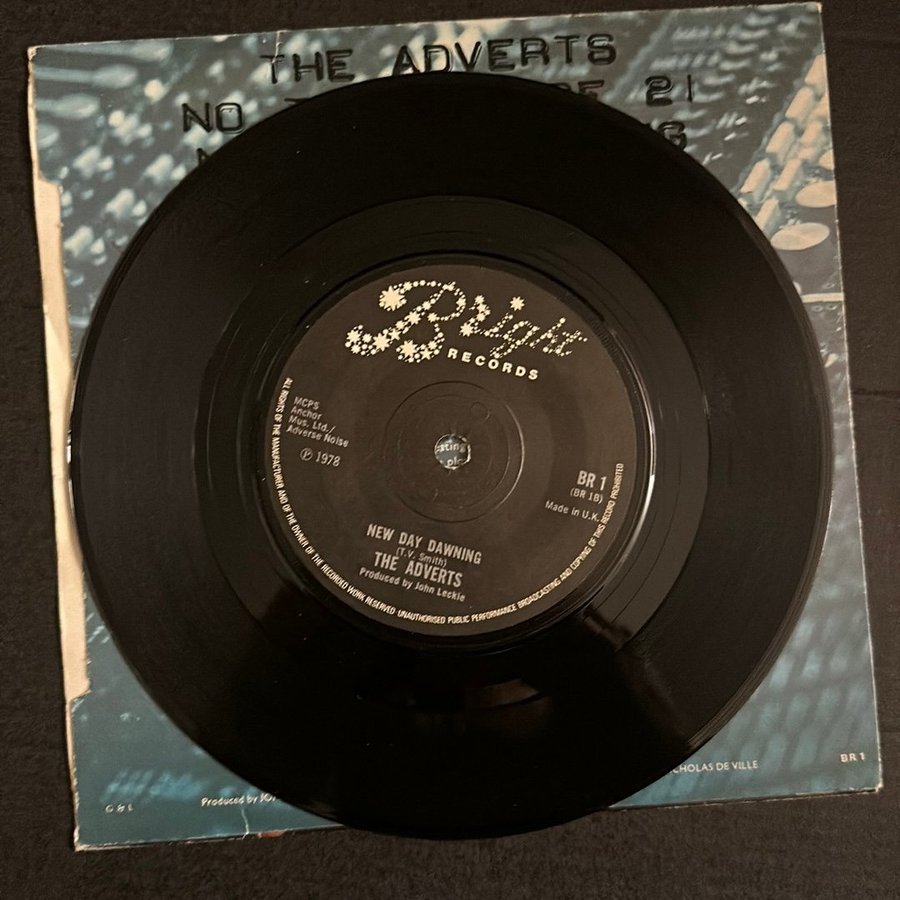 THE ADVERTS
NO 21
Bright
RECORDS
MCPS
Anchor
Mus. Ltd./
Adverse Noise
℗ 1978
BR 1
(BR 1B)
Made in U.K.
NEW DAY DAWNING
(T.V. Smith)
THE ADVERTS
Produced by John Leckie
ALL RIGHTS OF THE MANUFACTURER AND OF THE OWNER OF THE RECORDED WORK RESERVED UNAUTHORISED PUBLIC PERFORMANCE BROADCASTING AND COPYING OF THIS RECORD PROHIBITED
G & L
Produced by
DE VILLE
BR 1